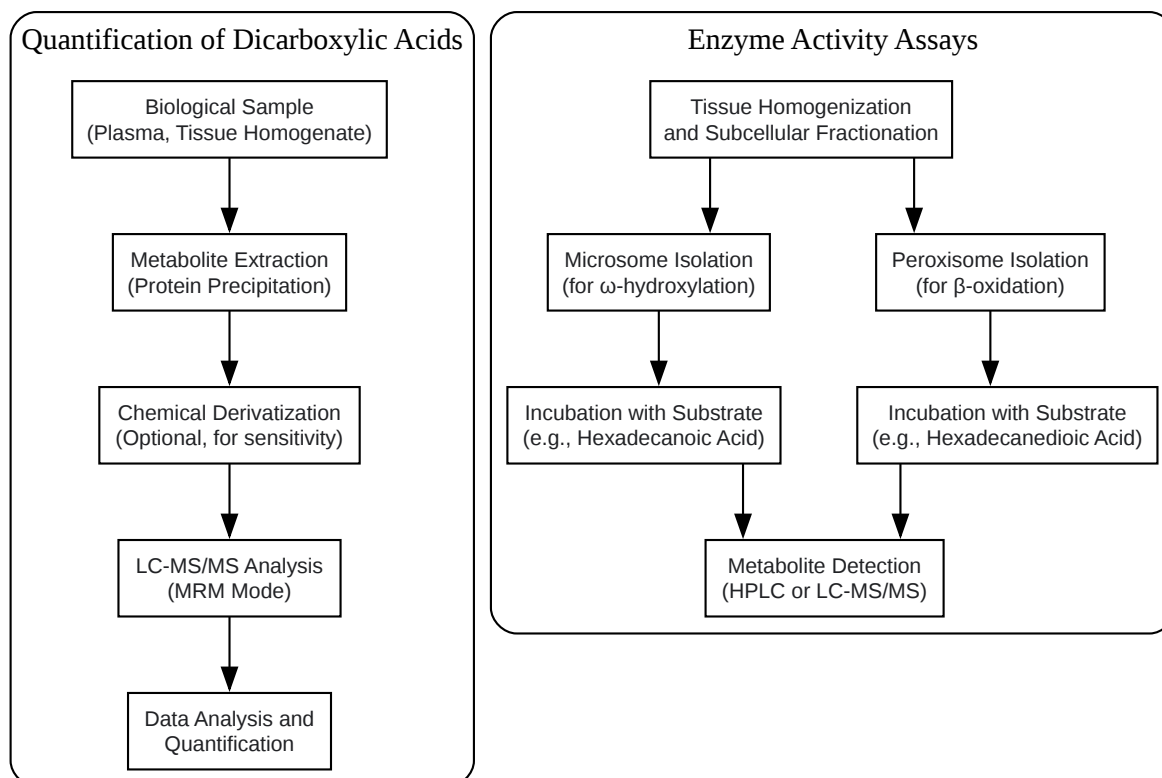 Quantification of Dicarboxylic Acids
Biological Sample
(Plasma, Tissue Homogenate)
Metabolite Extraction
(Protein Precipitation)
Chemical Derivatization
(Optional, for sensitivity)
LC-MS/MS Analysis
(MRM Mode)
Data Analysis and
Quantification
Enzyme Activity Assays
Tissue Homogenization
and Subcellular Fractionation
Microsome Isolation
(for ω-hydroxylation)
Peroxisome Isolation
(for β-oxidation)
Incubation with Substrate
(e.g., Hexadecanoic Acid)
Incubation with Substrate
(e.g., Hexadecanedioic Acid)
Metabolite Detection
(HPLC or LC-MS/MS)